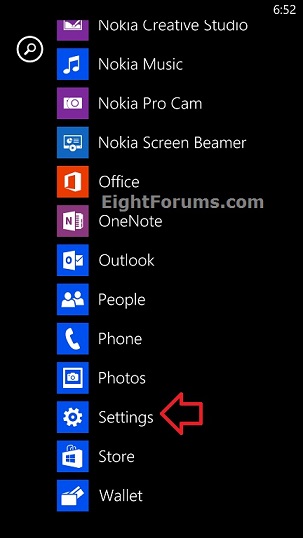 6:52
Nokia Creative Studio
Nokia Music
Nokia Pro Cam
Nokia Screen Beamer
Office
EightForums.com
OneNote
Outlook
People
Phone
Photos
Settings
Store
Wallet